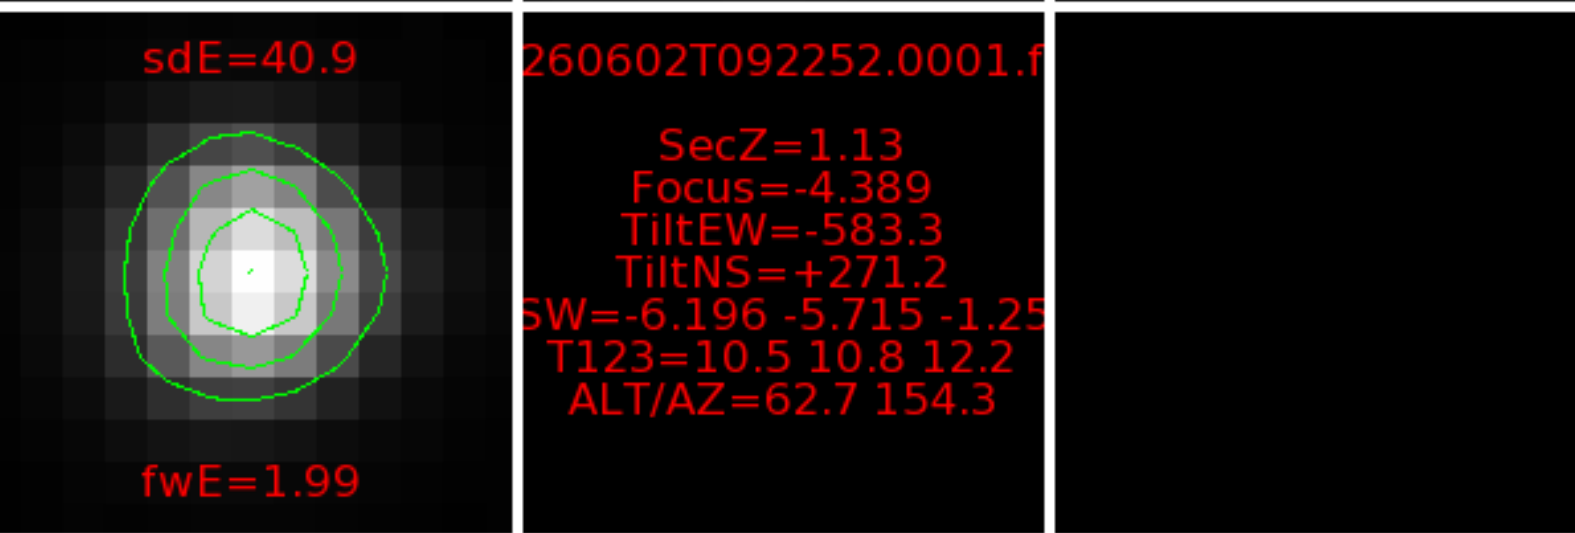 sdE=40.9
fwE=1.99
260602T092252.0001.f
SecZ=1.13
Focus=-4.389
TiltEW=-583.3
TiltNS=+271.2
SW=-6.196 -5.715 -1.25
T123=10.5 10.8 12.2
ALT/AZ=62.7 154.3